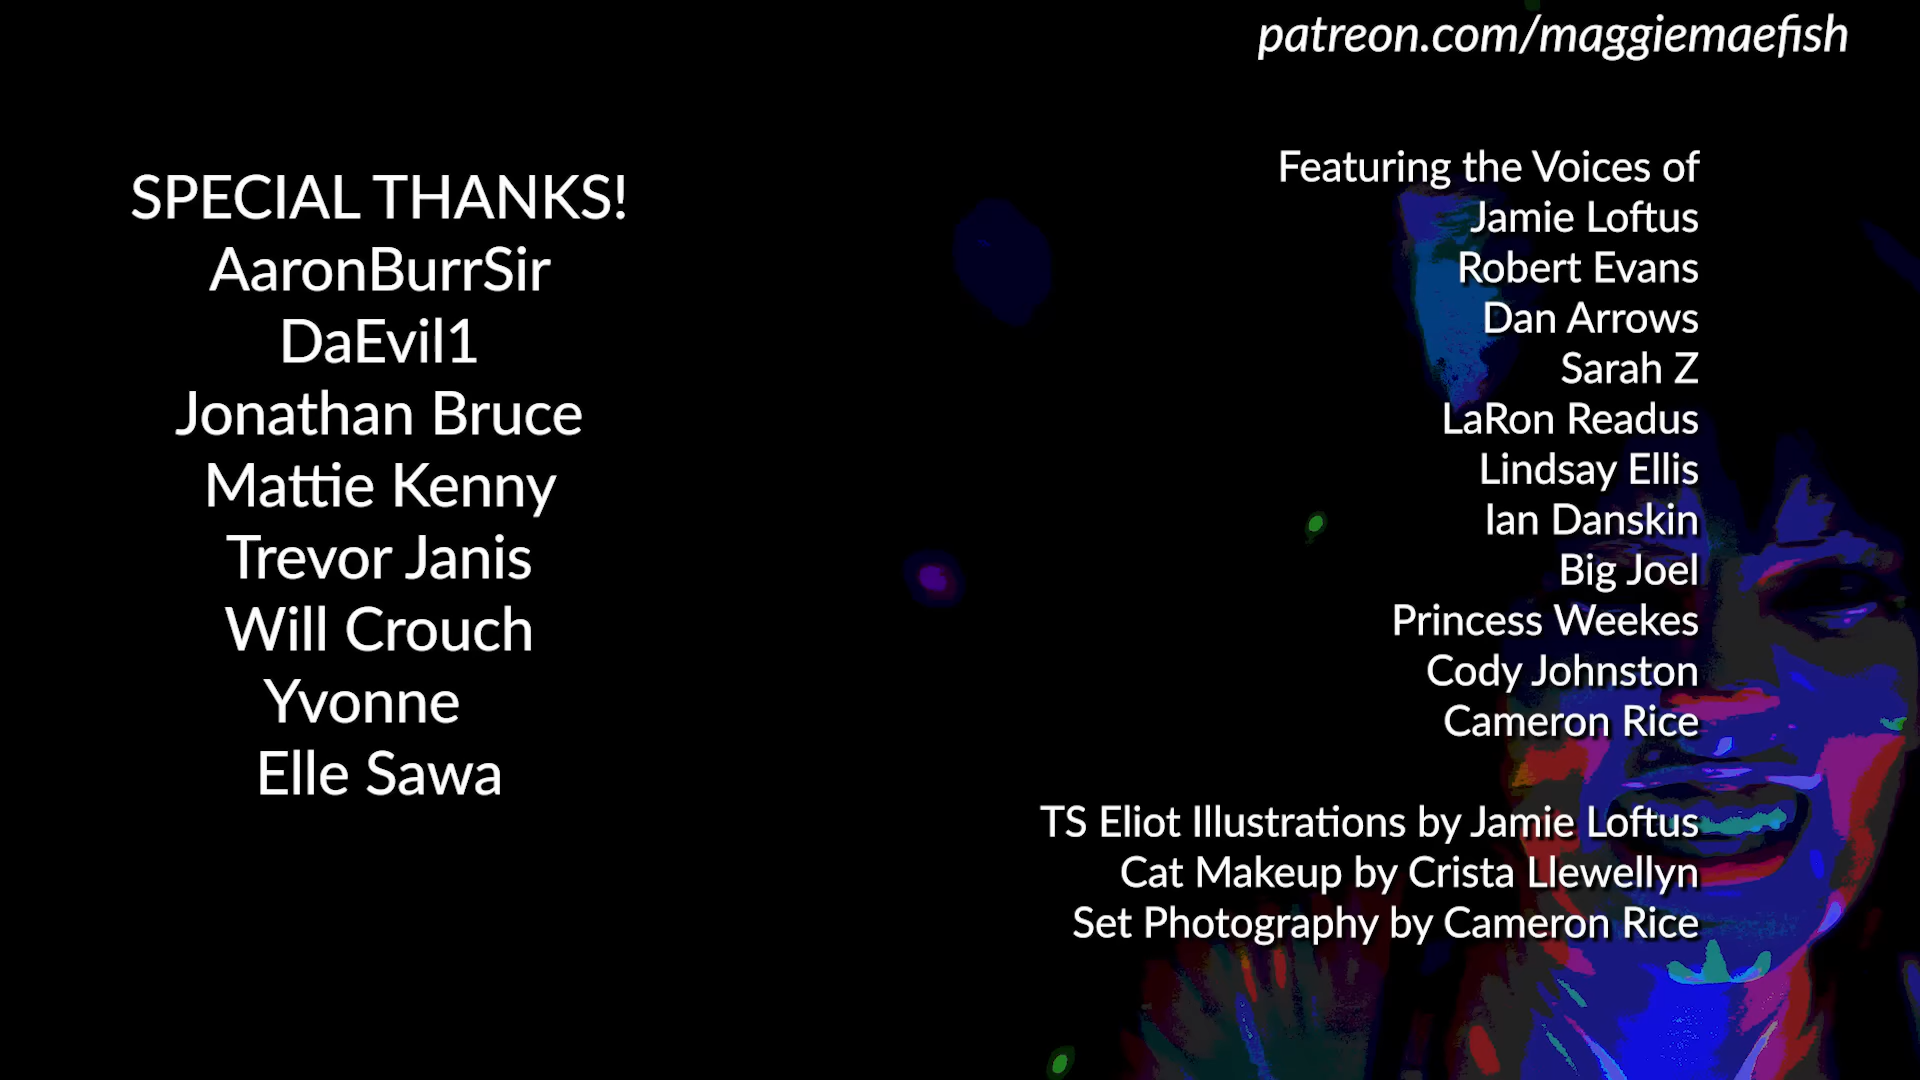 patreon.com/maggiemaefish
SPECIAL THANKS!
AaronBurrSir
DaEvil1
Jonathan Bruce
Mattie Kenny
Trevor Janis
Will Crouch
Yvonne
Elle Sawa
Featuring the Voices of
Jamie Loftus
Robert Evans
Dan Arrows
Sarah Z
LaRon Readus
Lindsay Ellis
Ian Danskin
Big Joel
Princess Weekes
Cody Johnston
Cameron Rice
TS Eliot Illustrations by Jamie Loftus
Cat Makeup by Crista Llewellyn
Set Photography by Cameron Rice